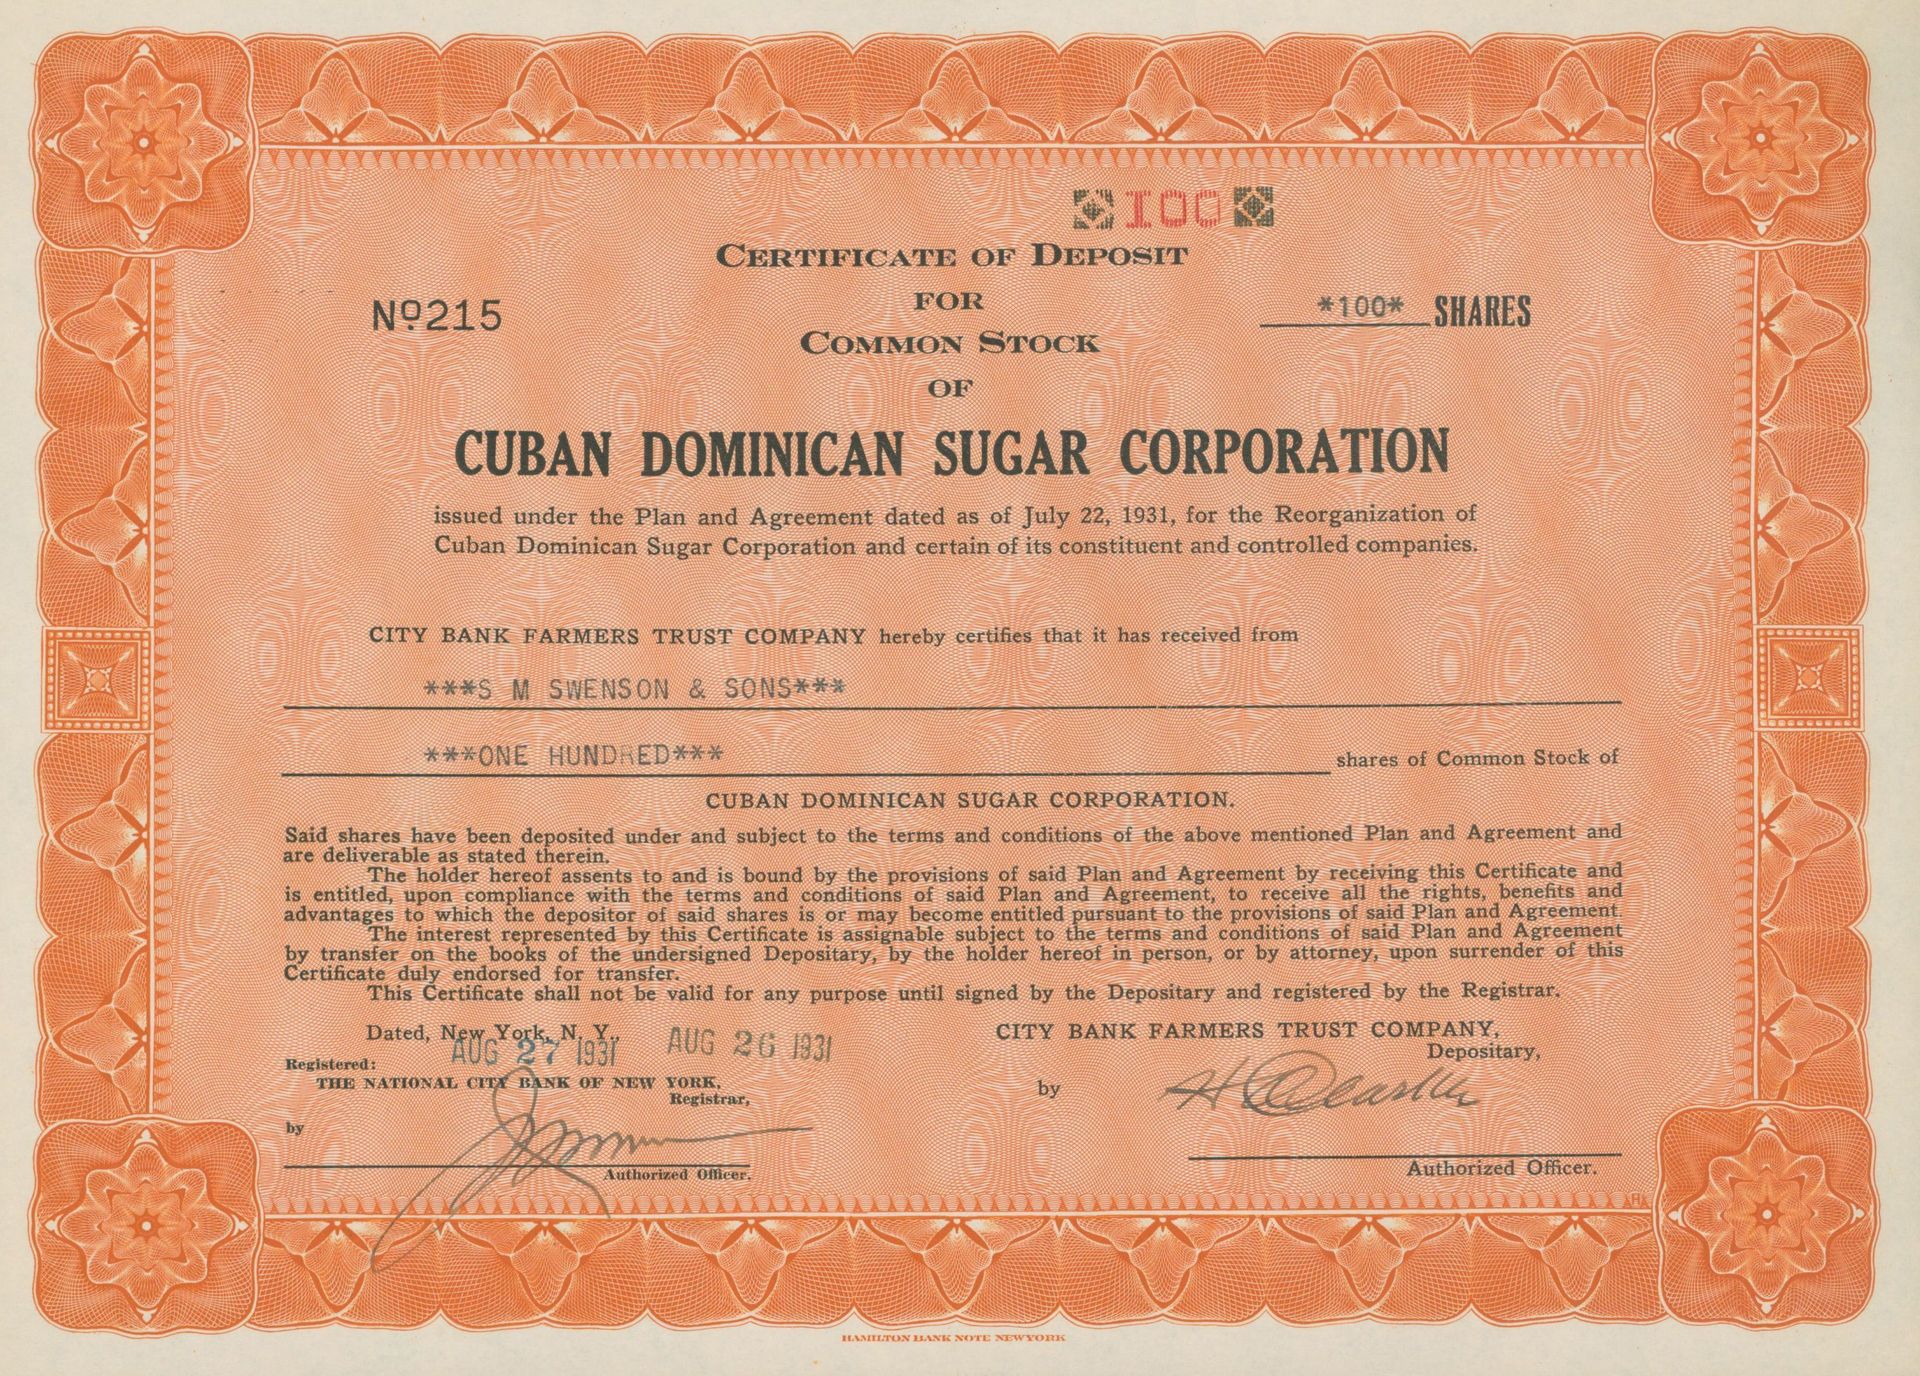 100
CERTIFICATE OF DEPOSIT
FOR
Nº 215
*100* SHARES
COMMON STOCK
OF
CUBAN DOMINICAN SUGAR CORPORATION
issued under the Plan and Agreement dated as of July 22, 1931, for the Reorganization of
Cuban Dominican Sugar Corporation and certain of its constituent and controlled companies.
CITY BANK FARMERS TRUST COMPANY hereby certifies that it has received from
***S M SWENSON & SONS***
***ONE HUNDRED*** shares of Common Stock of
CUBAN DOMINICAN SUGAR CORPORATION.
Said shares have been deposited under and subject to the terms and conditions of the above mentioned Plan and Agreement and
are deliverable as stated therein.
The holder hereof assents to and is bound by the provisions of said Plan and Agreement by receiving this Certificate and
is entitled, upon compliance with the terms and conditions of said Plan and Agreement, to receive all the rights, benefits and
advantages to which the depositor of said shares is or may become entitled pursuant to the provisions of said Plan and Agreement.
The interest represented by this Certificate is assignable subject to the terms and conditions of said Plan and Agreement
by transfer on the books of the undersigned Depositary, by the holder hereof in person, or by attorney, upon surrender of this
Certificate duly endorsed for transfer.
This Certificate shall not be valid for any purpose until signed by the Depositary and registered by the Registrar.
Dated, New York, N. Y., AUG 26 1931
CITY BANK FARMERS TRUST COMPANY,
Depositary,
Registered: AUG 27 1931
THE NATIONAL CITY BANK OF NEW YORK,
Registrar,
by
by
Authorized Officer.
Authorized Officer.
HAMILTON BANK NOTE NEW YORK